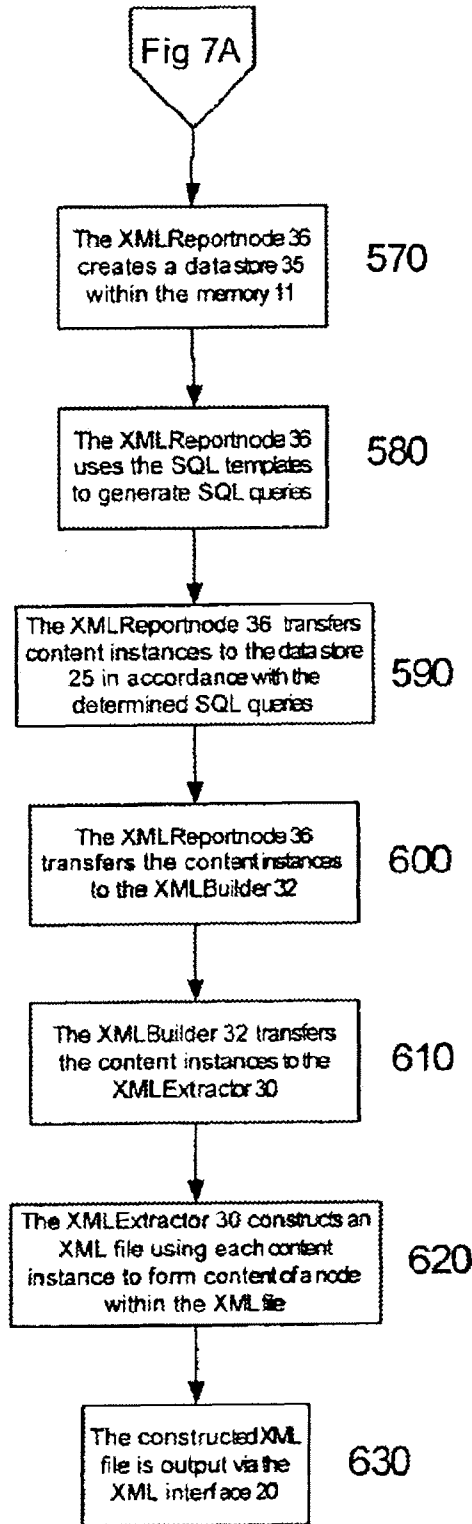 Fig 7A
The XMLReportnode 36
creates a data store 35
within the memory 11
570
The XMLReportnode 36
uses the SQL templates
to generate SQL queries
580
The XMLReportnode 36 transfers
content instances to the data store
25 in accordance with the
determined SQL queries
590
The XMLReportnode 36
transfers the content instances
to the XMLBuilder 32
600
The XMLBuilder 32 transfers
the content instances to the
XMLExtractor 30
610
The XMLExtractor 30 constructs an
XML file using each content
instance to form content of a node
within the XML file
620
The constructed XML
file is output via the
XML interface 20
630